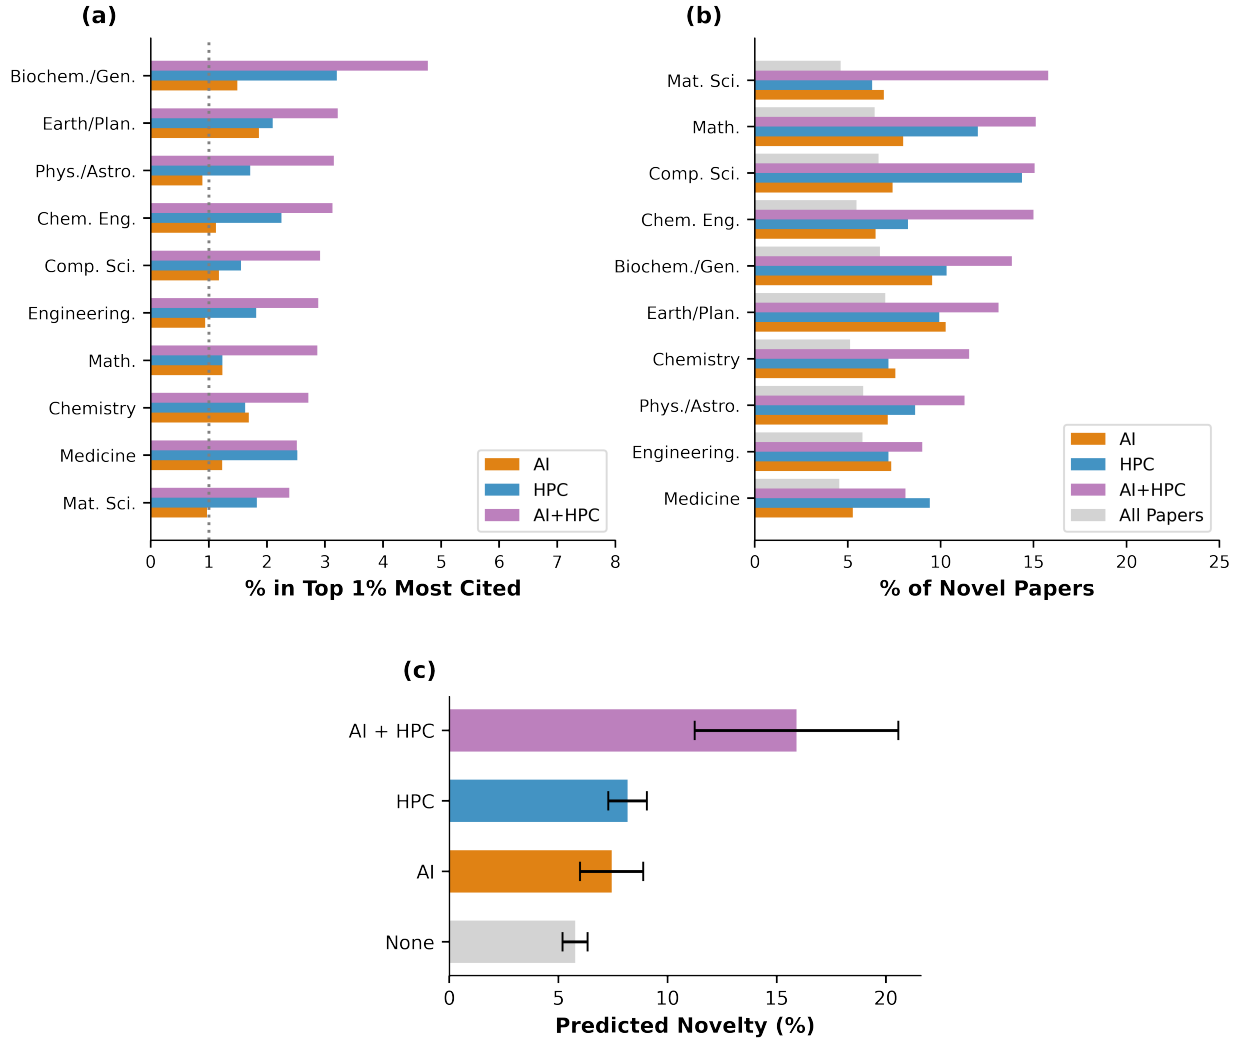 (a)
Biochem./Gen.
Earth/Plan.
Phys./Astro.
Chem. Eng.
Comp. Sci.
Engineering.
Math.
Chemistry
Medicine
Mat. Sci.
AI
HPC
AI+HPC
0 1 2 3 4 5 6 7 8
% in Top 1% Most Cited
(b)
Mat. Sci.
Math.
Comp. Sci.
Chem. Eng.
Biochem./Gen.
Earth/Plan.
Chemistry
Phys./Astro.
Engineering.
Medicine
AI
HPC
AI+HPC
All Papers
0 5 10 15 20 25
% of Novel Papers
(c)
AI + HPC
HPC
AI
None
0 5 10 15 20
Predicted Novelty (%)